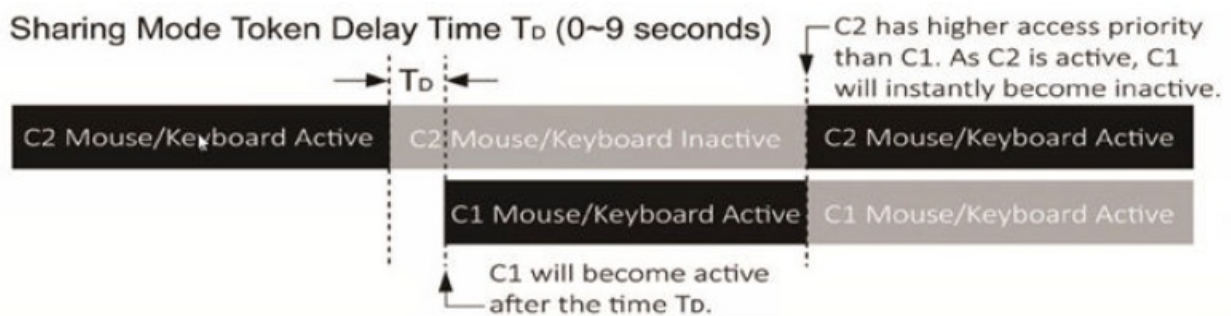 Sharing Mode Token Delay Time TD (0~9 seconds)
C2 has higher access priority
than C1. As C2 is active, C1
will instantly become inactive.
TD
C2 Mouse/Keyboard Active
C2 Mouse/Keyboard Inactive
C2 Mouse/Keyboard Active
C1 Mouse/Keyboard Active
C1 Mouse/Keyboard Active
C1 will become active
after the time TD.